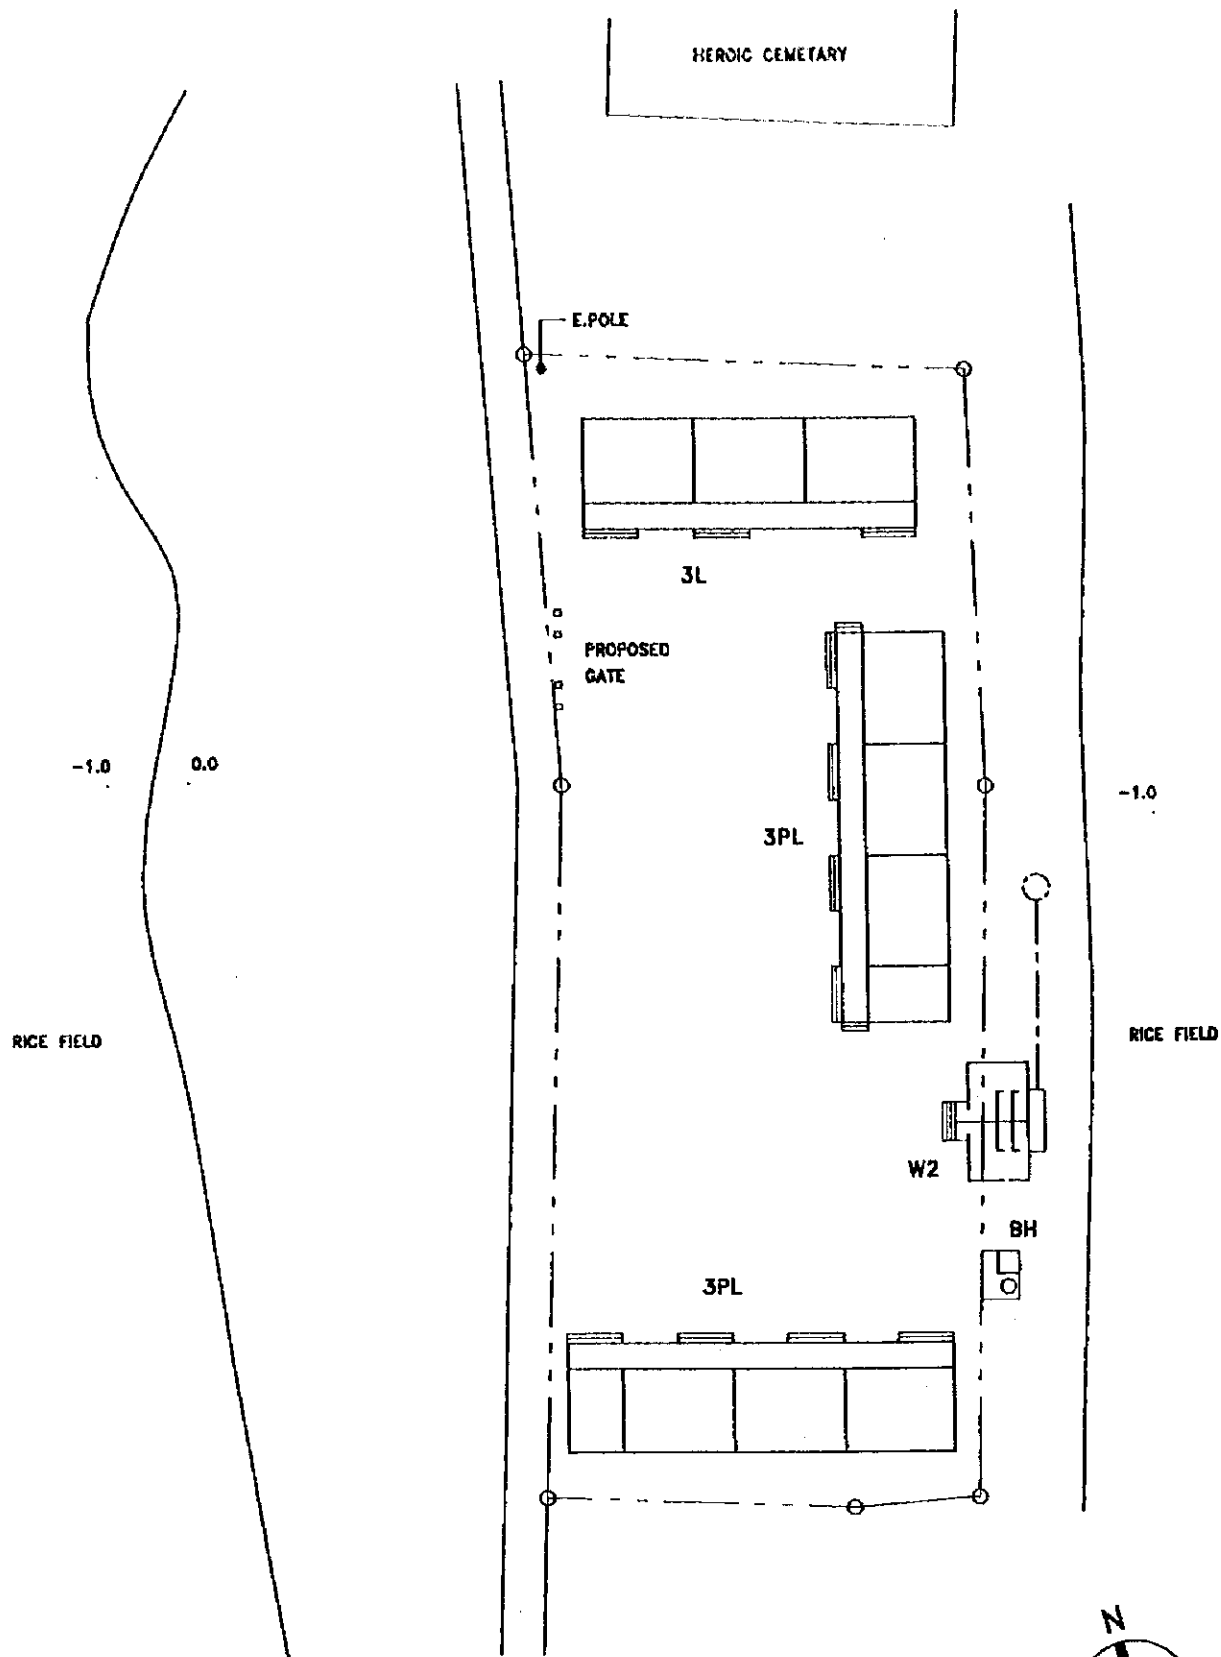 HEROIC CEMETARY
E.POLE
3L
PROPOSED
GATE
-1.0
0.0
-1.0
3PL
RICE FIELD
RICE FIELD
W2
BH
3PL
N